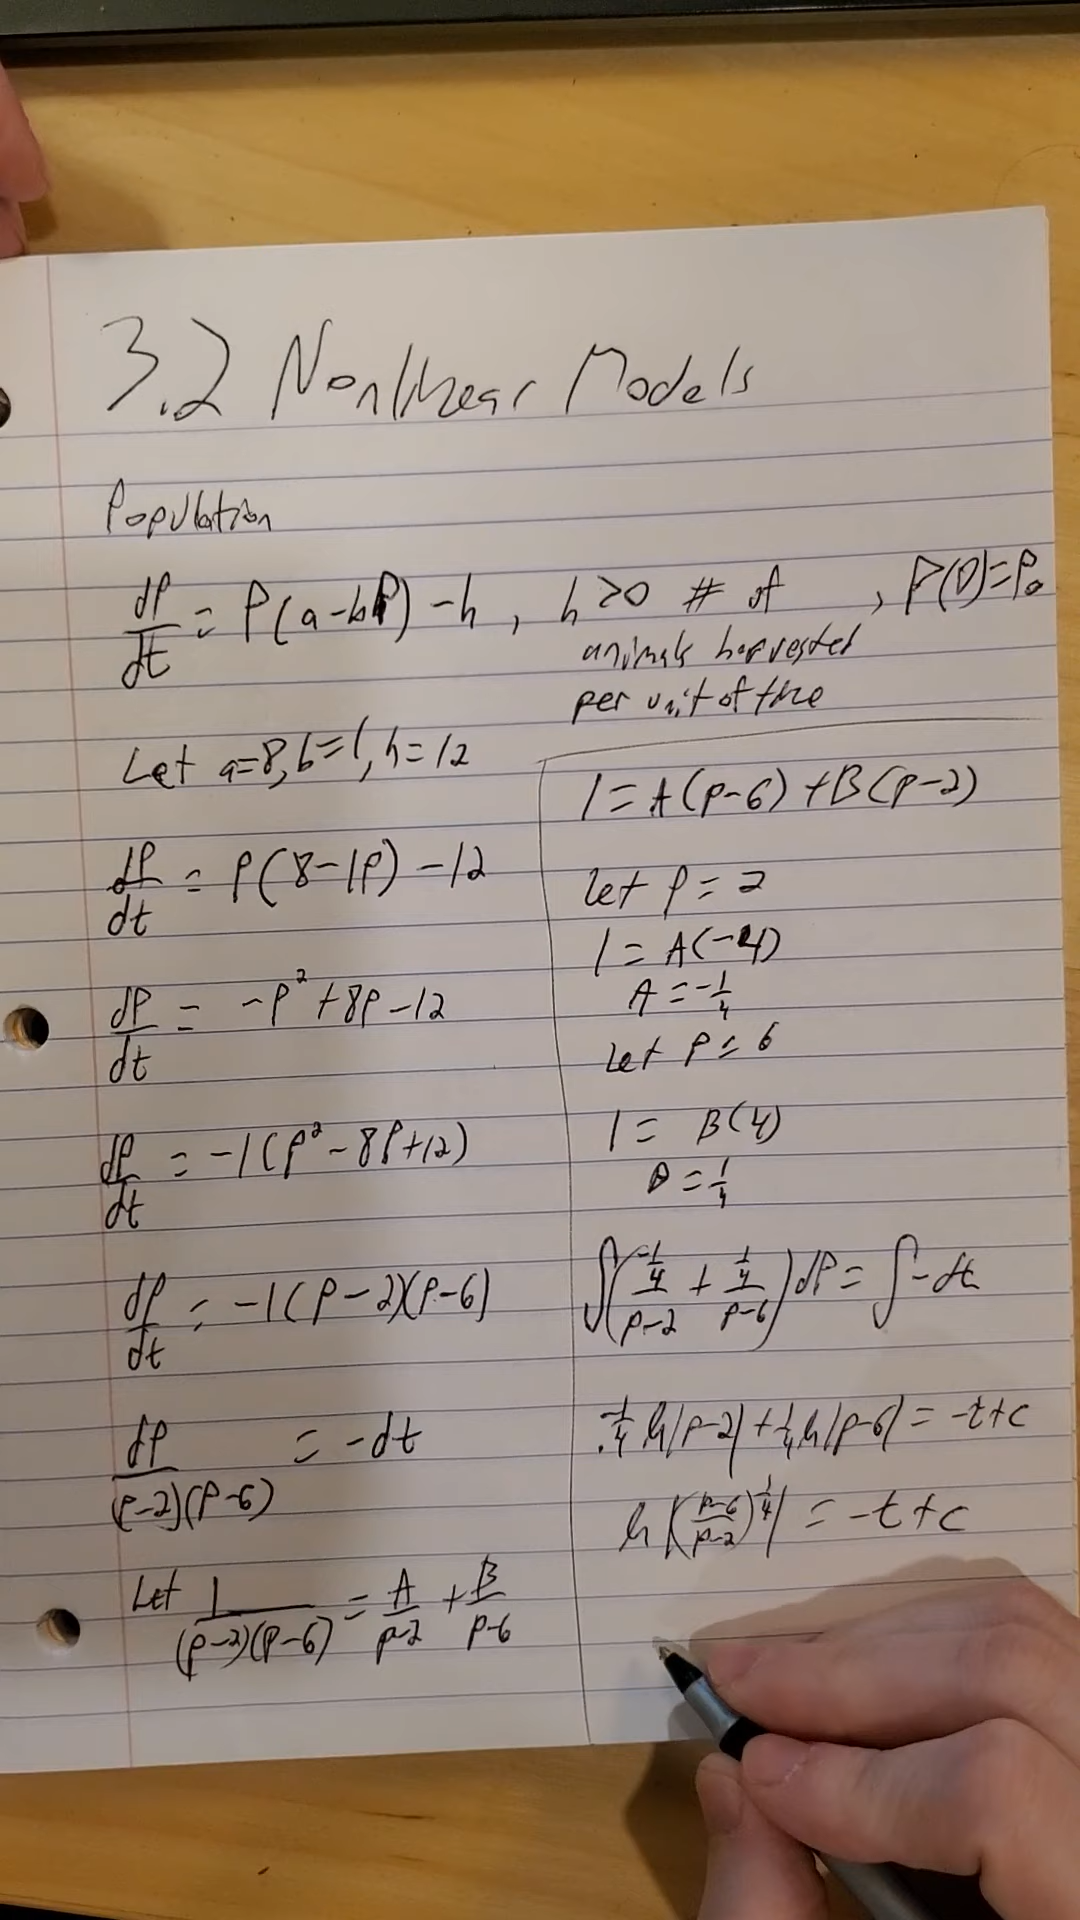 3.2 Nonlinear Models
Population
dP/dt = P(a-bP) - h, h>0 # of animals harvested per unit of time, P(0)=P₀
Let a=8, b=1, h=12
dP/dt = P(8-1P) -12
dP/dt = -P² + 8P - 12
dP/dt = -1(P² - 8P + 12)
dP/dt = -1(P-2)(P-6)
dP/(P-2)(P-6) = -dt
Let 1/(P-2)(P-6) = A/P-2 + B/P-6
1 = A(P-6) + B(P-2)
Let P = 2
1 = A(-4)
A = -1/4
Let P = 6
1 = B(4)
B = 1/4
∫(-1/4/P-2 + 1/4/P-6)dP = ∫-dt
-1/4 ln|P-2| + 1/4 ln|P-6| = -t+c
ln|(P-6/P-2)^1/4| = -t+c